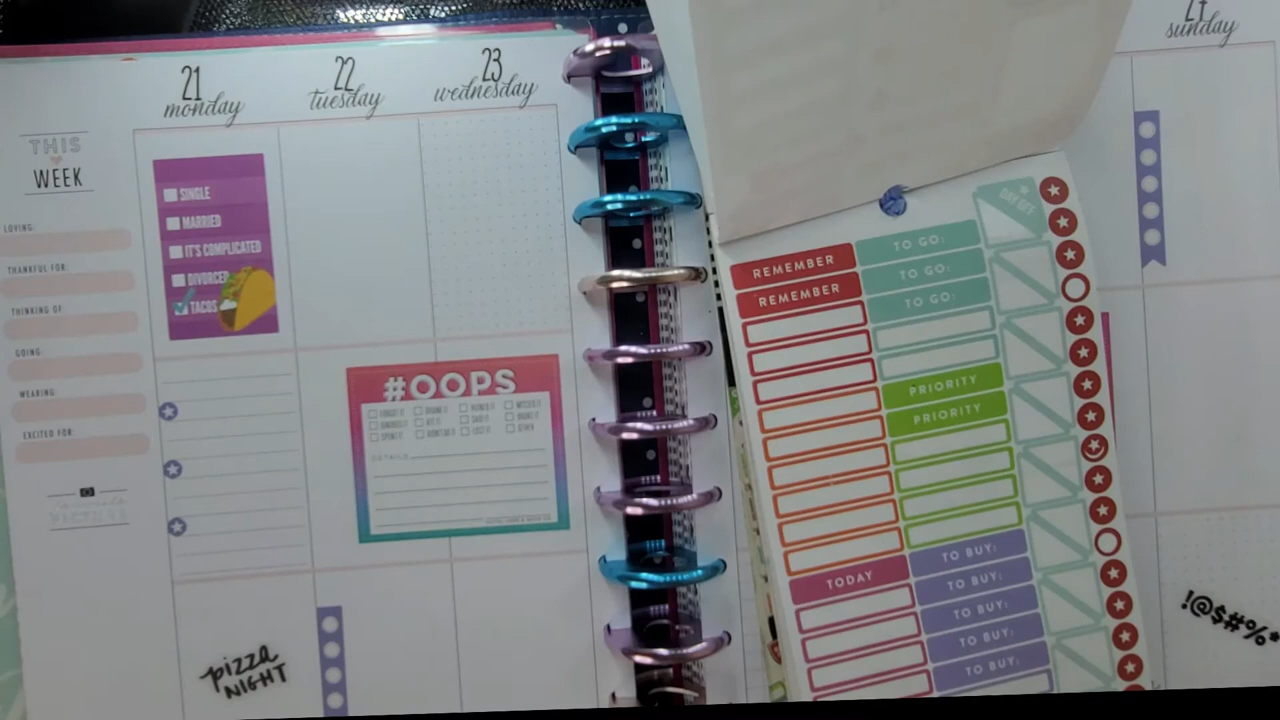 21
monday
22
tuesday
23
wednesday
sunday
THIS
WEEK
LOVING:
THANKFUL FOR:
THINKING OF:
GOING:
WEARING:
EXCITED FOR:
SINGLE
MARRIED
IT'S COMPLICATED
DIVORCED
TACOS
#OOPS
DETAILS
OTHER
pizza
NIGHT
DAY OFF
REMEMBER
REMEMBER
TO GO:
TO GO:
TO GO:
PRIORITY
PRIORITY
TODAY
TO BUY:
TO BUY:
TO BUY:
TO BUY:
TO BUY:
!@$#%*